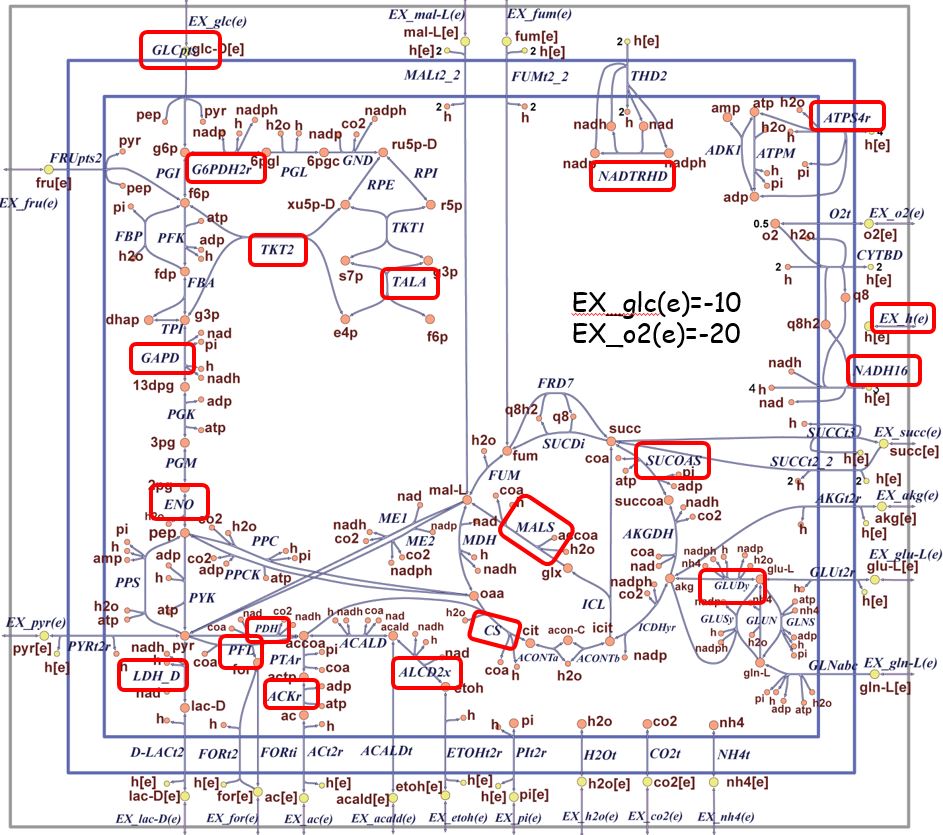 EX_glc(e)
EX_mal-L(e)
EX_fum(e)
mal-L[e]
fum[e]
GLCpts
glc-D[e]
h[e] 2
2 h[e]
2 h[e]
MALt2_2
FUMt2_2
THD2
pep
pyr
nadph
h
nadp
h2o
h
nadp
co2
nadph
h
2
h
2
h
2
h
amp
atp
h2o
ATPS4r
nadh
nad
h2o
h
4
h[e]
FRUpts2
pyr
g6p
G6PDH2r
6pgl
PGL
6pgc
GND
ru5p-D
ADK1
ATPM
nadp
nadph
NADTRHD
pi
h
pi
fru[e]
PGI
RPE
RPI
EX_fru(e)
pep
f6p
adp
pi
atp
xu5p-D
r5p
FBP
PFK
adp
h
h2o
TKT2
TKT1
0.5
o2
O2t
EX_o2(e)
o2[e]
h2o
CYTBD
fdp
FBA
s7p
g3p
TALA
2
h
2
h[e]
q8
dhap
g3p
TPI
e4p
f6p
EX_glc(e)=-10
EX_o2(e)=-20
q8h2
EX_h(e)
h[e]
GAPD
nad
pi
h
nadh
13dpg
nadh
4 h
nad
NADH16
3
h[e]
PGK
adp
atp
FRD7
q8h2
q8
3pg
SUCDi
succ
h
SUCCt3
EX_succ(e)
succ[e]
h[e]
PGM
h2o
fum
coa
atp
SUCOAS
pi
adp
SUCCt2_2
2
h
2
h[e]
2pg
ENO
h2o
FUM
mal-L
coa
h
succoa
nadh
co2
AKGt2r
EX_akg(e)
akg[e]
h
h[e]
pep
co2
h2o
PPC
h
pi
nad
ME1
nadh
co2
ME2
nadp
nad
MDH
h
nadh
MALS
accoa
h2o
glx
AKGDH
coa
nad
pi
h
amp
adp
h
co2
adp
PPCK
atp
PPS
PYK
co2
nadph
nadph
h
nadp
h2o
nh4
glu-L
GLUDy
GLUt2r
EX_glu-L(e)
glu-L[e]
h[e]
h2o
atp
pi
atp
oaa
nadph
co2
akg
nadp
nh4
GLUSy
GLUN
GLNS
atp
nh4
adp
h
pi
h2o
nadph
EX_pyr(e)
pyr[e]
h[e]
PYRt2r
h
pyr
nad
co2
coa
PDH
nadh
accoa
nadh
h
coa
nad
acald
ACALD
h2o
CS
cit
coa
h
ICL
acon-C
icit
ICDHyr
nadp
ACONTa
ACONTb
h2o
nadh
h
LDH_D
nad
coa
PFL
for
PTAr
pi
coa
actp
ACKr
adp
atp
nadh
h
nad
ALCD2x
etoh
gln-L
GLNabc
EX_gln-L(e)
gln-L[e]
pi
h
adp
atp
h2o
h
lac-D
ac
h
h
h
pi
h2o
co2
nh4
D-LACt2
FORt2
FORti
ACt2r
ACALDt
ETOHt2r
PIt2r
H2Ot
CO2t
NH4t
h[e]
lac-D[e]
h[e]
for[e]
h[e]
ac[e]
acald[e]
etoh[e]
h[e]
h[e]
pi[e]
h2o[e]
co2[e]
nh4[e]
EX_lac-D(e)
EX_for(e)
EX_ac(e)
EX_acald(e)
EX_etoh(e)
EX_pi(e)
EX_h2o(e)
EX_co2(e)
EX_nh4(e)